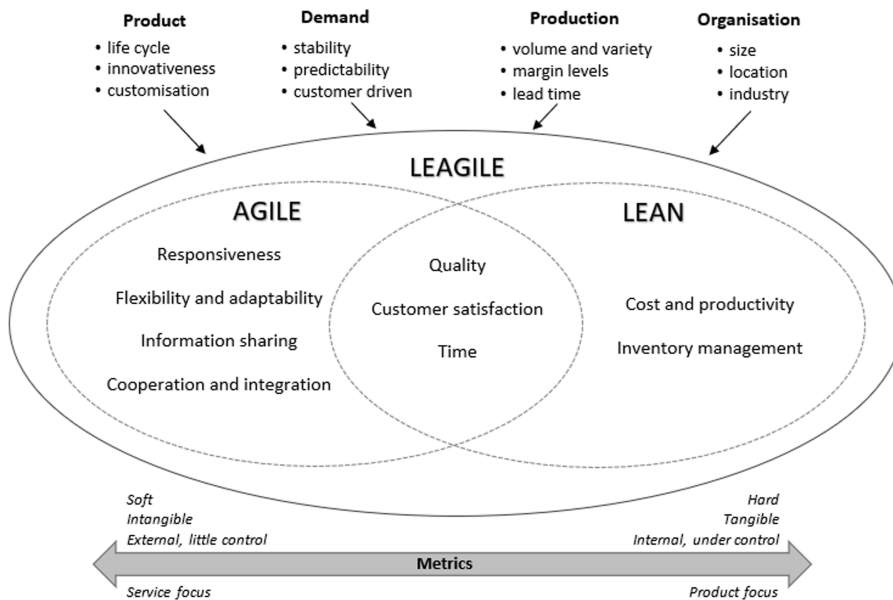 Product
• life cycle
• innovativeness
• customisation
Demand
• stability
• predictability
• customer driven
Production
• volume and variety
• margin levels
• lead time
Organisation
• size
• location
• industry
LEAGILE
AGILE
Responsiveness
Flexibility and adaptability
Information sharing
Cooperation and integration
Quality
Customer satisfaction
Time
LEAN
Cost and productivity
Inventory management
Soft
Intangible
External, little control
Hard
Tangible
Internal, under control
Metrics
Service focus
Product focus